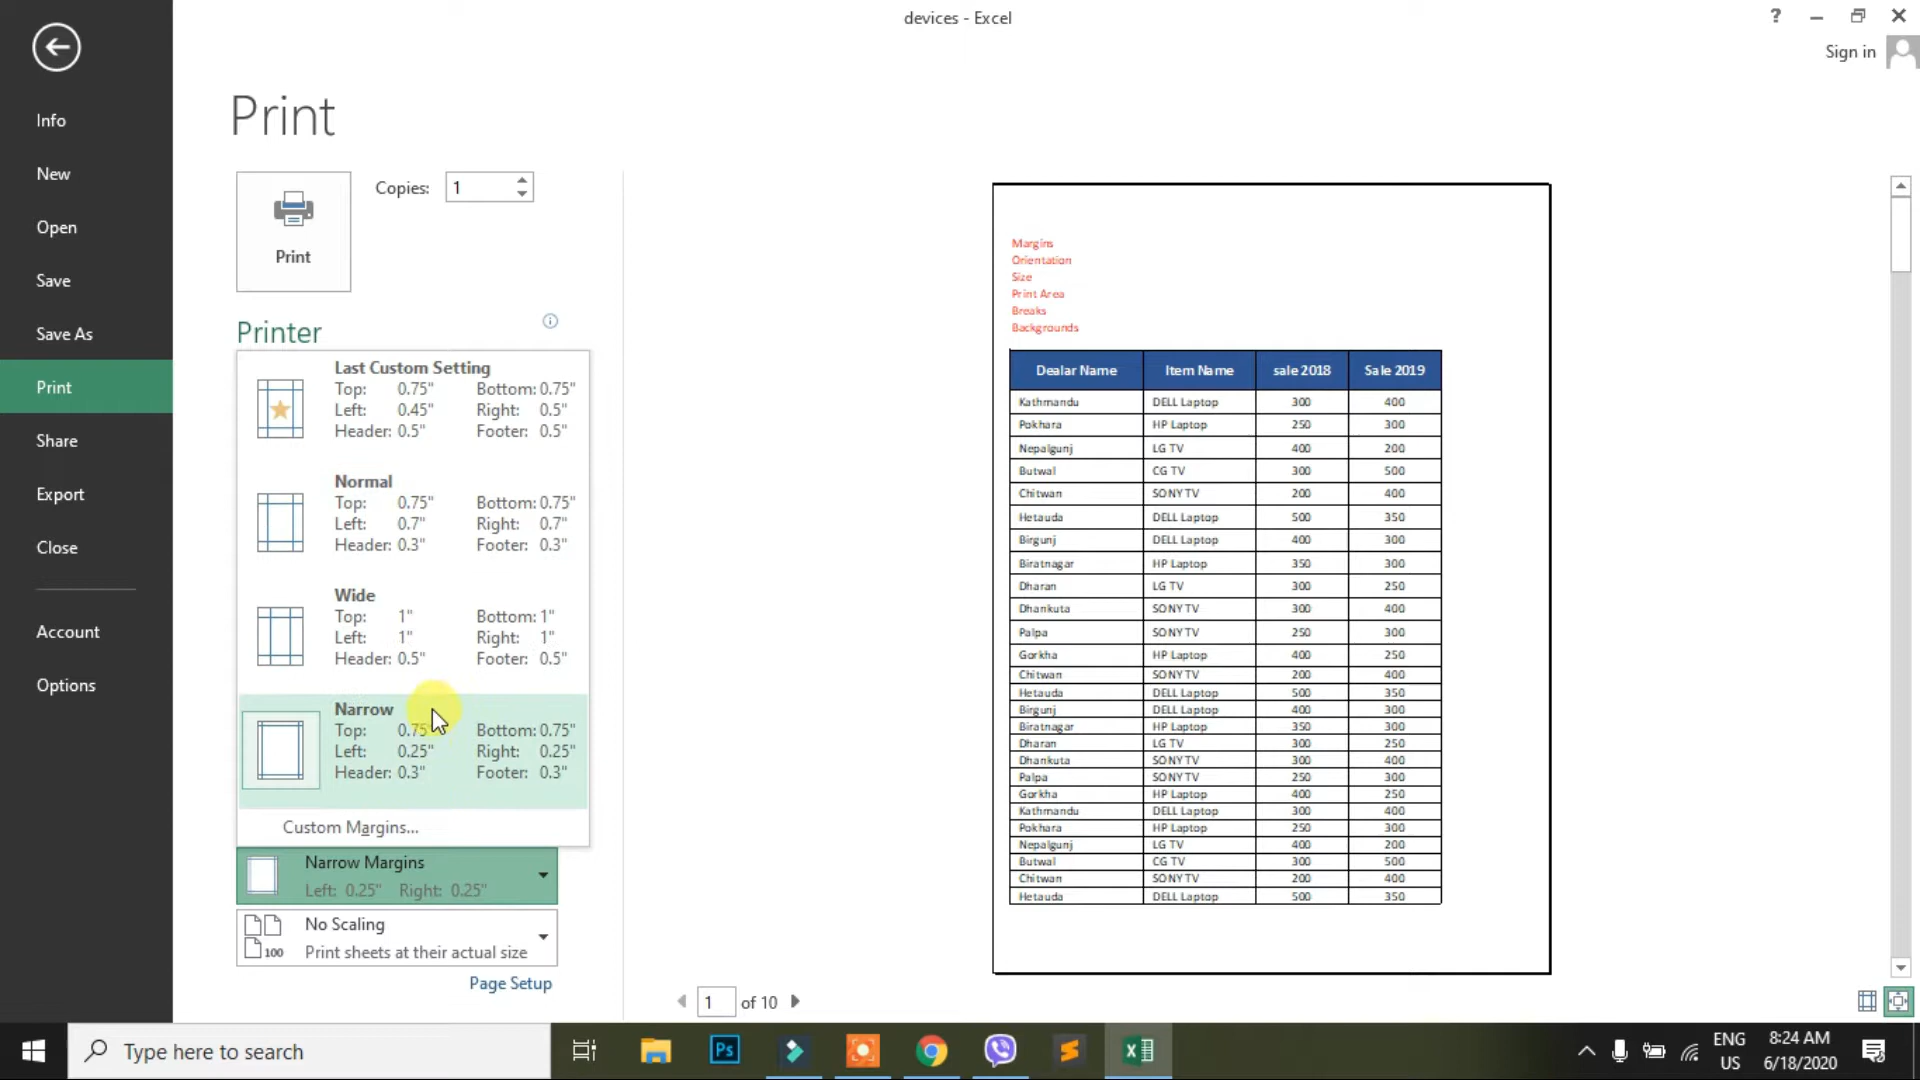 devices - Excel
?
Sign in
Info
New
Open
Save
Save As
Print
Share
Export
Close
Account
Options
Print
Print
Copies: 1
Printer
Last Custom Setting
Top: 0.75" Bottom: 0.75"
Left: 0.45" Right: 0.5"
Header: 0.5" Footer: 0.5"
Normal
Top: 0.75" Bottom: 0.75"
Left: 0.7" Right: 0.7"
Header: 0.3" Footer: 0.3"
Wide
Top: 1" Bottom: 1"
Left: 1" Right: 1"
Header: 0.5" Footer: 0.5"
Narrow
Top: 0.75" Bottom: 0.75"
Left: 0.25" Right: 0.25"
Header: 0.3" Footer: 0.3"
Custom Margins...
Narrow Margins
Left: 0.25" Right: 0.25"
100
No Scaling
Print sheets at their actual size
Page Setup
Margins
Orientation
Size
Print Area
Breaks
Backgrounds
Dealar Name Item Name sale 2018 Sale 2019
Kathmandu DELL Laptop 300 400
Pokhara HP Laptop 250 300
Nepalgunj LG TV 400 200
Butwal CG TV 300 500
Chitwan SONY TV 200 400
Hetauda DELL Laptop 500 350
Birgunj DELL Laptop 400 300
Biratnagar HP Laptop 350 300
Dharan LG TV 300 250
Dhankuta SONY TV 300 400
Palpa SONY TV 250 300
Gorkha HP Laptop 400 250
Chitwan SONY TV 200 400
Hetauda DELL Laptop 500 350
Birgunj DELL Laptop 400 300
Biratnagar HP Laptop 350 300
Dharan LG TV 300 250
Dhankuta SONY TV 300 400
Palpa SONY TV 250 300
Gorkha HP Laptop 400 250
Kathmandu DELL Laptop 300 400
Pokhara HP Laptop 250 300
Nepalgunj LG TV 400 200
Butwal CG TV 300 500
Chitwan SONY TV 200 400
Hetauda DELL Laptop 500 350
1 of 10
Type here to search
Ps
ENG
US
8:24 AM
6/18/2020